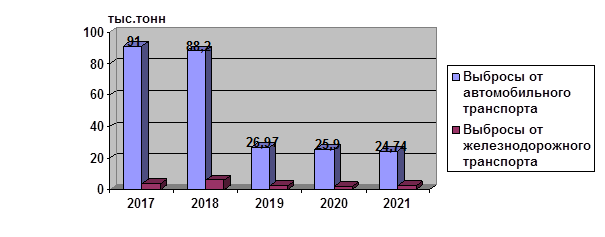 тыс.тонн
100
80
60
40
20
0
91
88,2
26,97
25,9
24,74
2017
2018
2019
2020
2021
Выбросы от
автомобильного
транспорта
Выбросы от
железнодорожного
транспорта